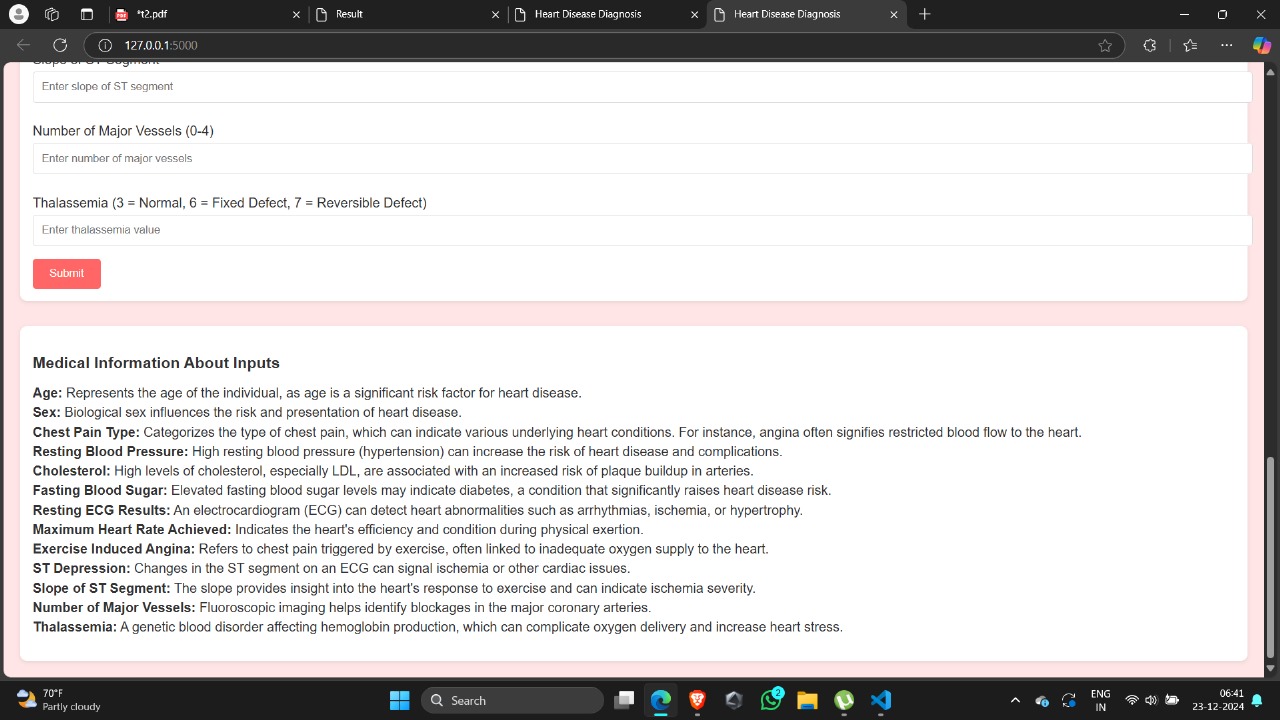 *t2.pdf
Result
Heart Disease Diagnosis
Heart Disease Diagnosis
127.0.0.1:5000
Slope of ST Segment
Enter slope of ST segment
Number of Major Vessels (0-4)
Enter number of major vessels
Thalassemia (3 = Normal, 6 = Fixed Defect, 7 = Reversible Defect)
Enter thalassemia value
Submit
Medical Information About Inputs
Age: Represents the age of the individual, as age is a significant risk factor for heart disease.
Sex: Biological sex influences the risk and presentation of heart disease.
Chest Pain Type: Categorizes the type of chest pain, which can indicate various underlying heart conditions. For instance, angina often signifies restricted blood flow to the heart.
Resting Blood Pressure: High resting blood pressure (hypertension) can increase the risk of heart disease and complications.
Cholesterol: High levels of cholesterol, especially LDL, are associated with an increased risk of plaque buildup in arteries.
Fasting Blood Sugar: Elevated fasting blood sugar levels may indicate diabetes, a condition that significantly raises heart disease risk.
Resting ECG Results: An electrocardiogram (ECG) can detect heart abnormalities such as arrhythmias, ischemia, or hypertrophy.
Maximum Heart Rate Achieved: Indicates the heart's efficiency and condition during physical exertion.
Exercise Induced Angina: Refers to chest pain triggered by exercise, often linked to inadequate oxygen supply to the heart.
ST Depression: Changes in the ST segment on an ECG can signal ischemia or other cardiac issues.
Slope of ST Segment: The slope provides insight into the heart's response to exercise and can indicate ischemia severity.
Number of Major Vessels: Fluoroscopic imaging helps identify blockages in the major coronary arteries.
Thalassemia: A genetic blood disorder affecting hemoglobin production, which can complicate oxygen delivery and increase heart stress.
70°F
Partly cloudy
Search
2
ENG
IN
06:41
23-12-2024